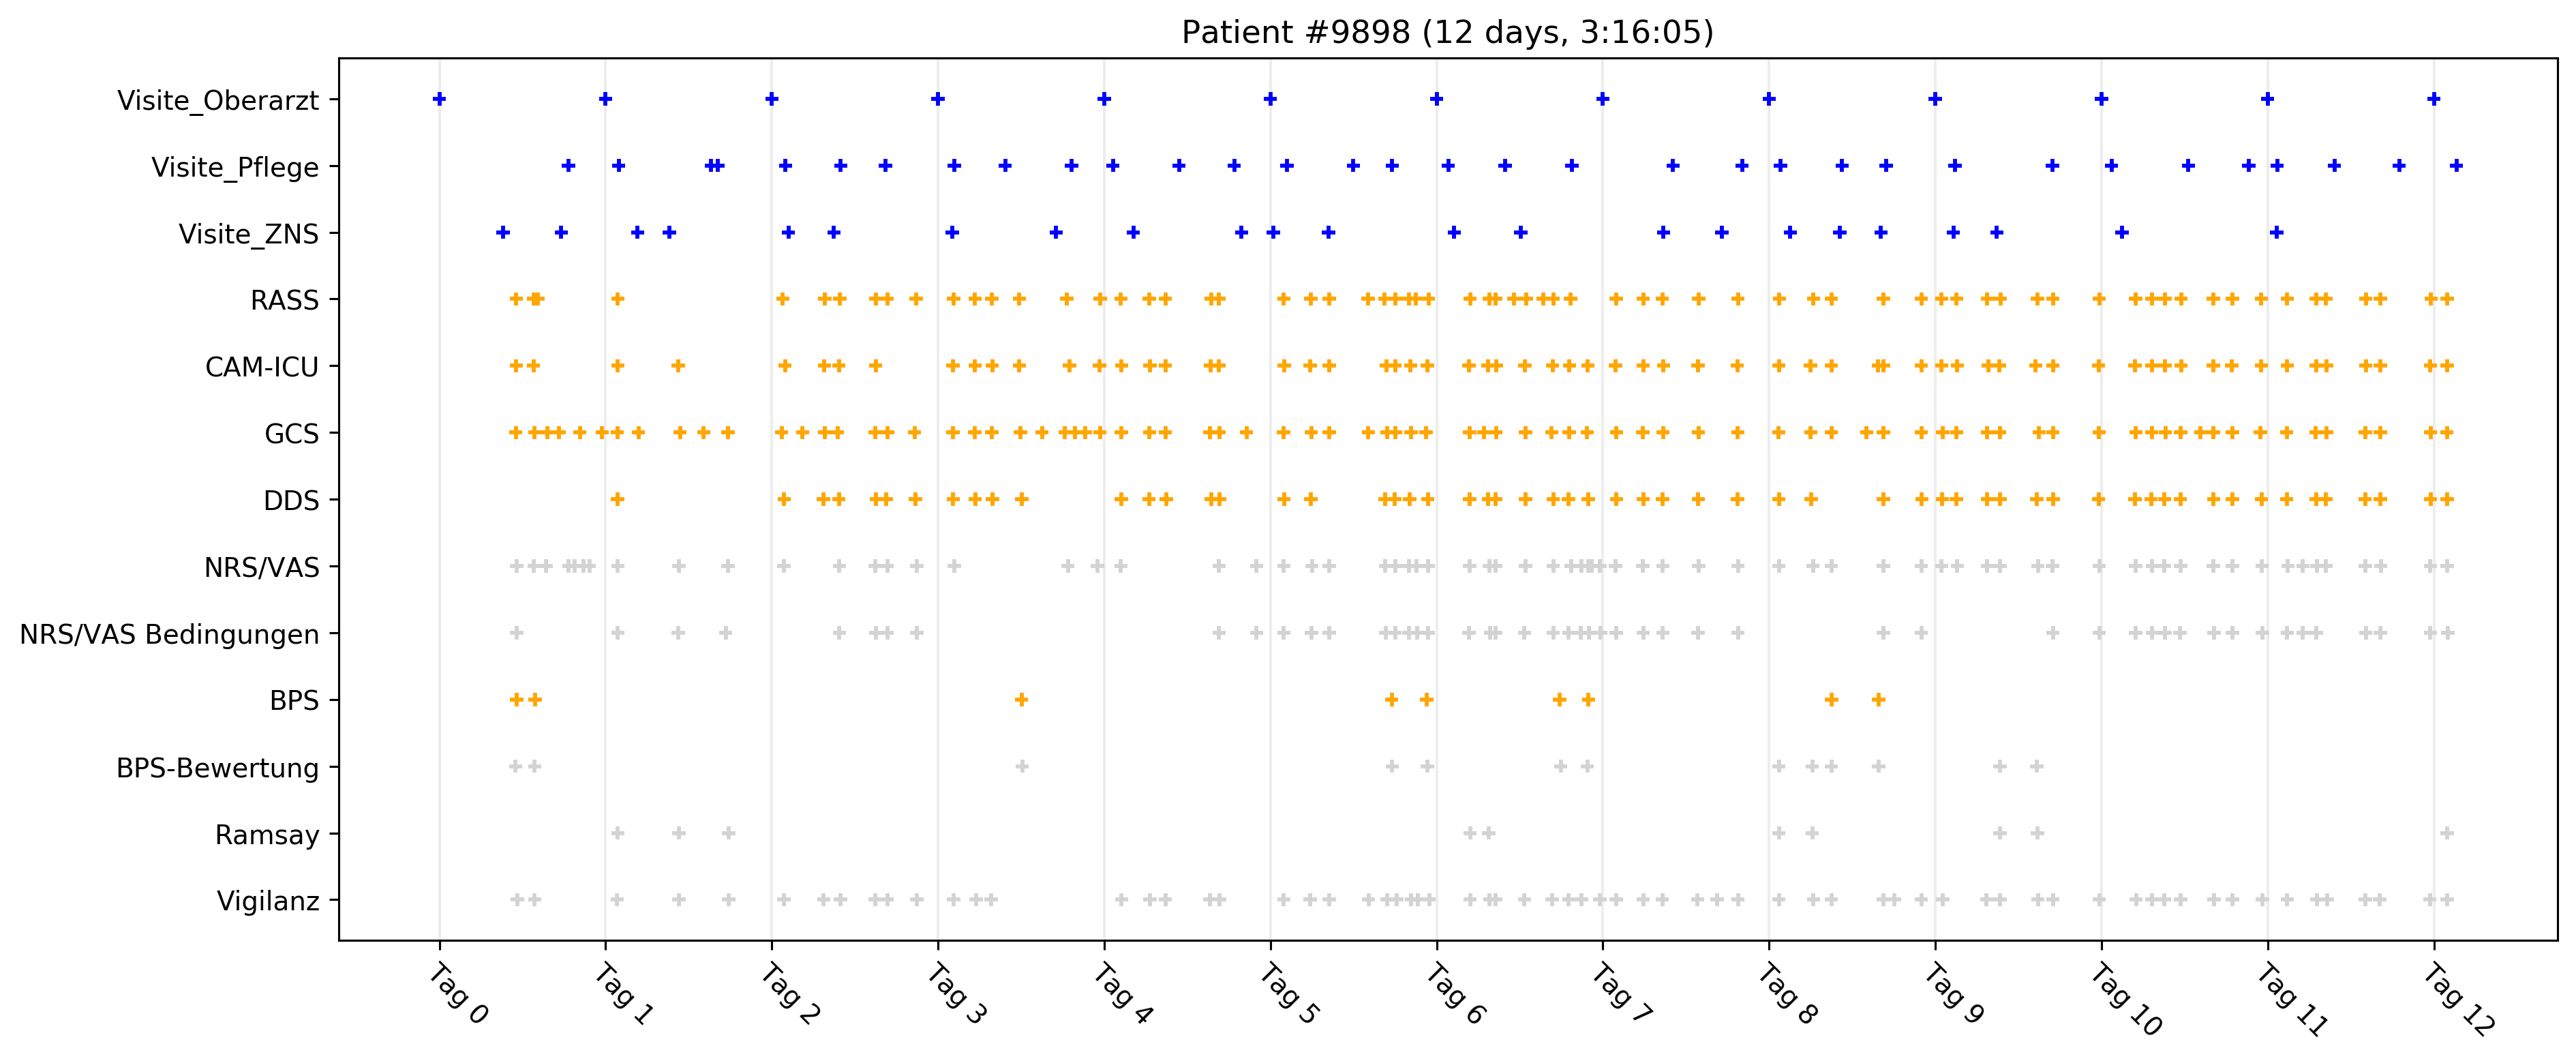 Patient #9898 (12 days, 3:16:05)
Visite_Oberarzt
Visite_Pflege
Visite_ZNS
RASS
CAM-ICU
GCS
DDS
NRS/VAS
NRS/VAS Bedingungen
BPS
BPS-Bewertung
Ramsay
Vigilanz
Tag 0
Tag 1
Tag 2
Tag 3
Tag 4
Tag 5
Tag 6
Tag 7
Tag 8
Tag 9
Tag 10
Tag 11
Tag 12